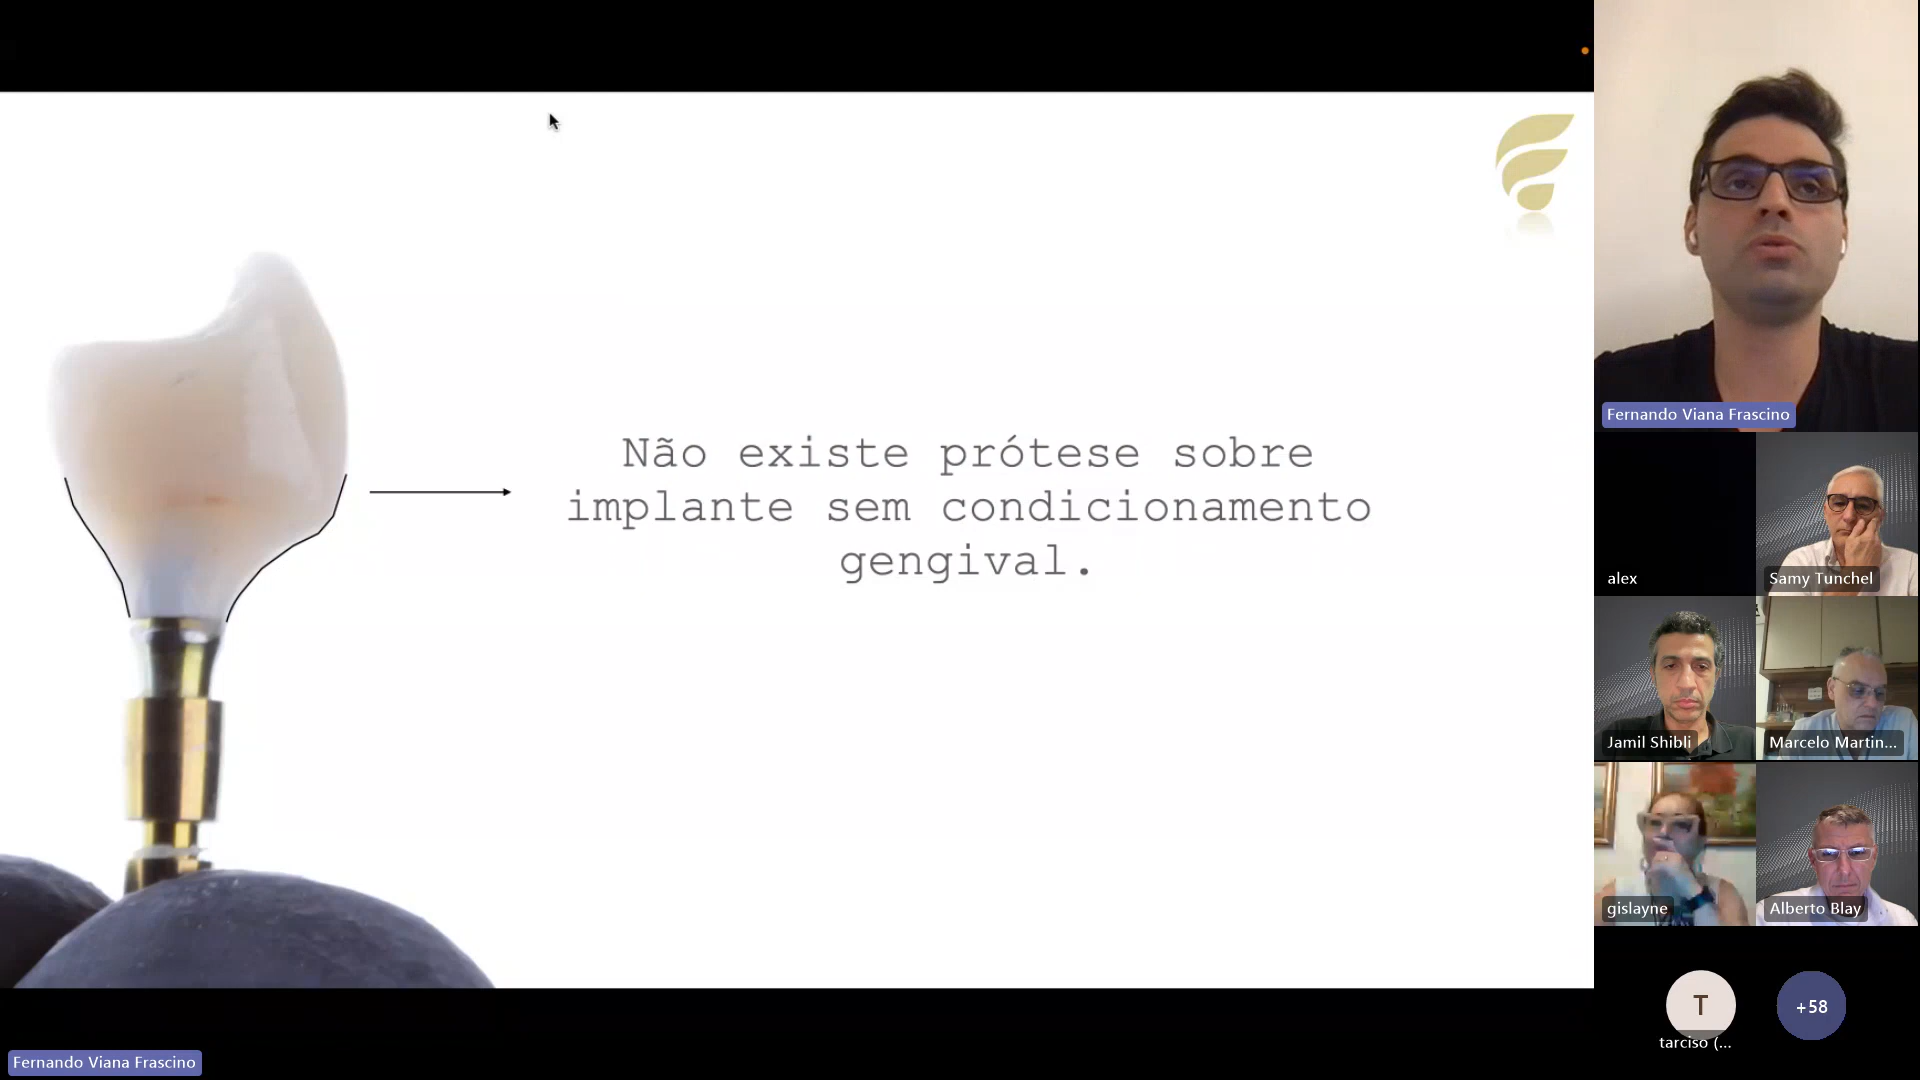 Não existe prótese sobre
implante sem condicionamento
gengival.
Fernando Viana Frascino
alex
Samy Tunchel
Jamil Shibli
Marcelo Martin...
gislayne
Alberto Blay
T
+58
tarciso (...
Fernando Viana Frascino